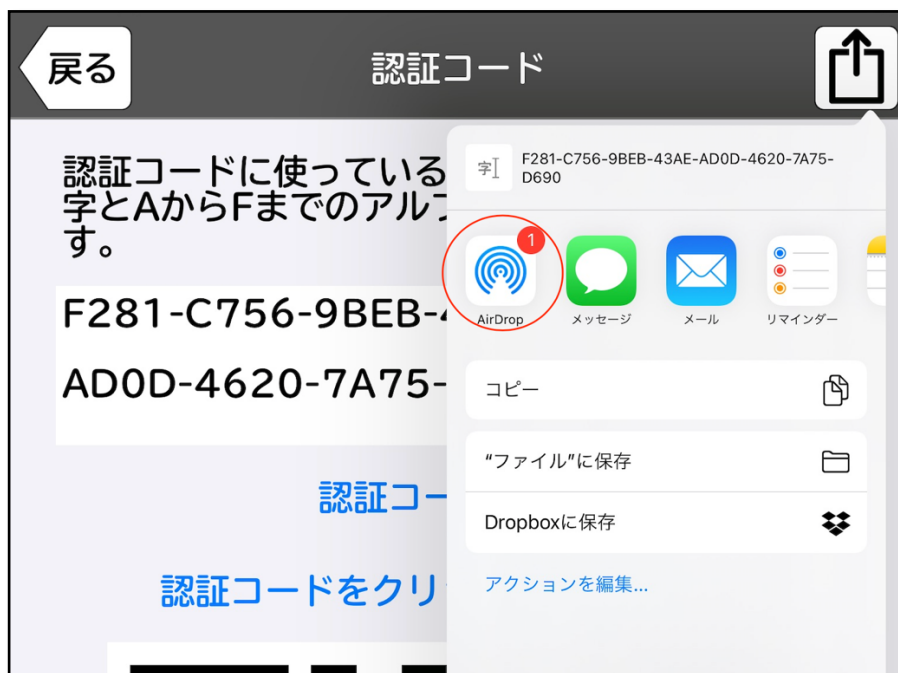 戻る
認証コード
認証コードに使っている
字とAからFまでのアルフ
す。
F281-C756-9BEB-4
AD0D-4620-7A75-
認証コー
認証コードをクリ
字
F281-C756-9BEB-43AE-AD0D-4620-7A75-
D690
1
AirDrop
メッセージ
メール
リマインダー
コピー
“ファイル”に保存
Dropboxに保存
アクションを編集...